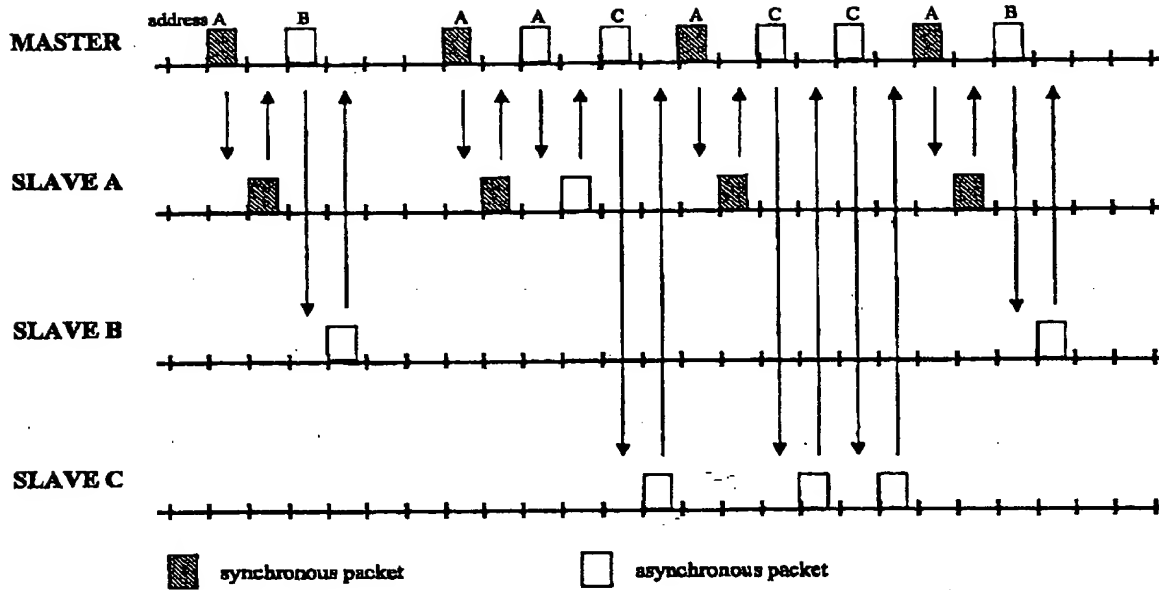 address A B A A C A C C A B
MASTER
SLAVE A
SLAVE B
SLAVE C
synchronous packet asynchronous packet